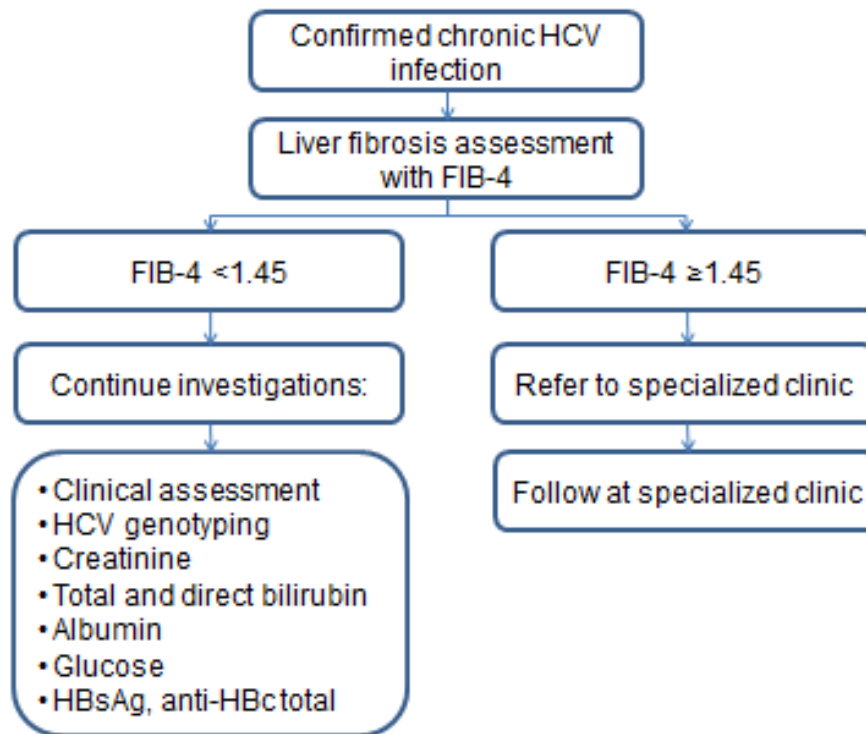 Confirmed chronic HCV
infection
Liver fibrosis assessment
with FIB-4
FIB-4 <1.45
FIB-4 ≥1.45
Continue investigations:
Refer to specialized clinic
• Clinical assessment
• HCV genotyping
• Creatinine
• Total and direct bilirubin
• Albumin
• Glucose
• HBsAg, anti-HBc total
Follow at specialized clinic